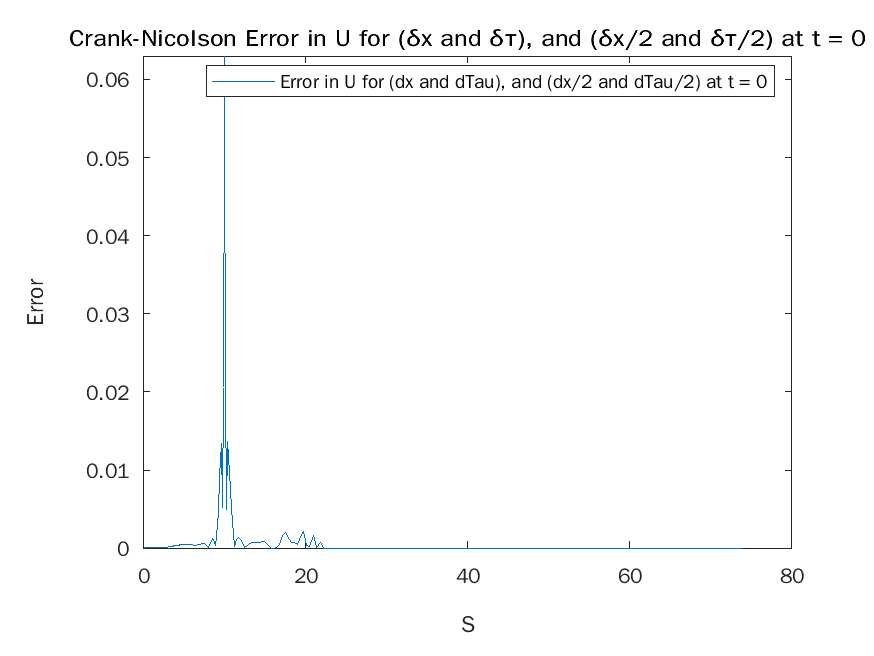 Crank-Nicolson Error in U for (δx and δτ), and (δx/2 and δτ/2) at t = 0
Error in U for (dx and dTau), and (dx/2 and dTau/2) at t = 0
0.06
0.05
0.04
0.03
0.02
0.01
0
Error
0 20 40 60 80
S